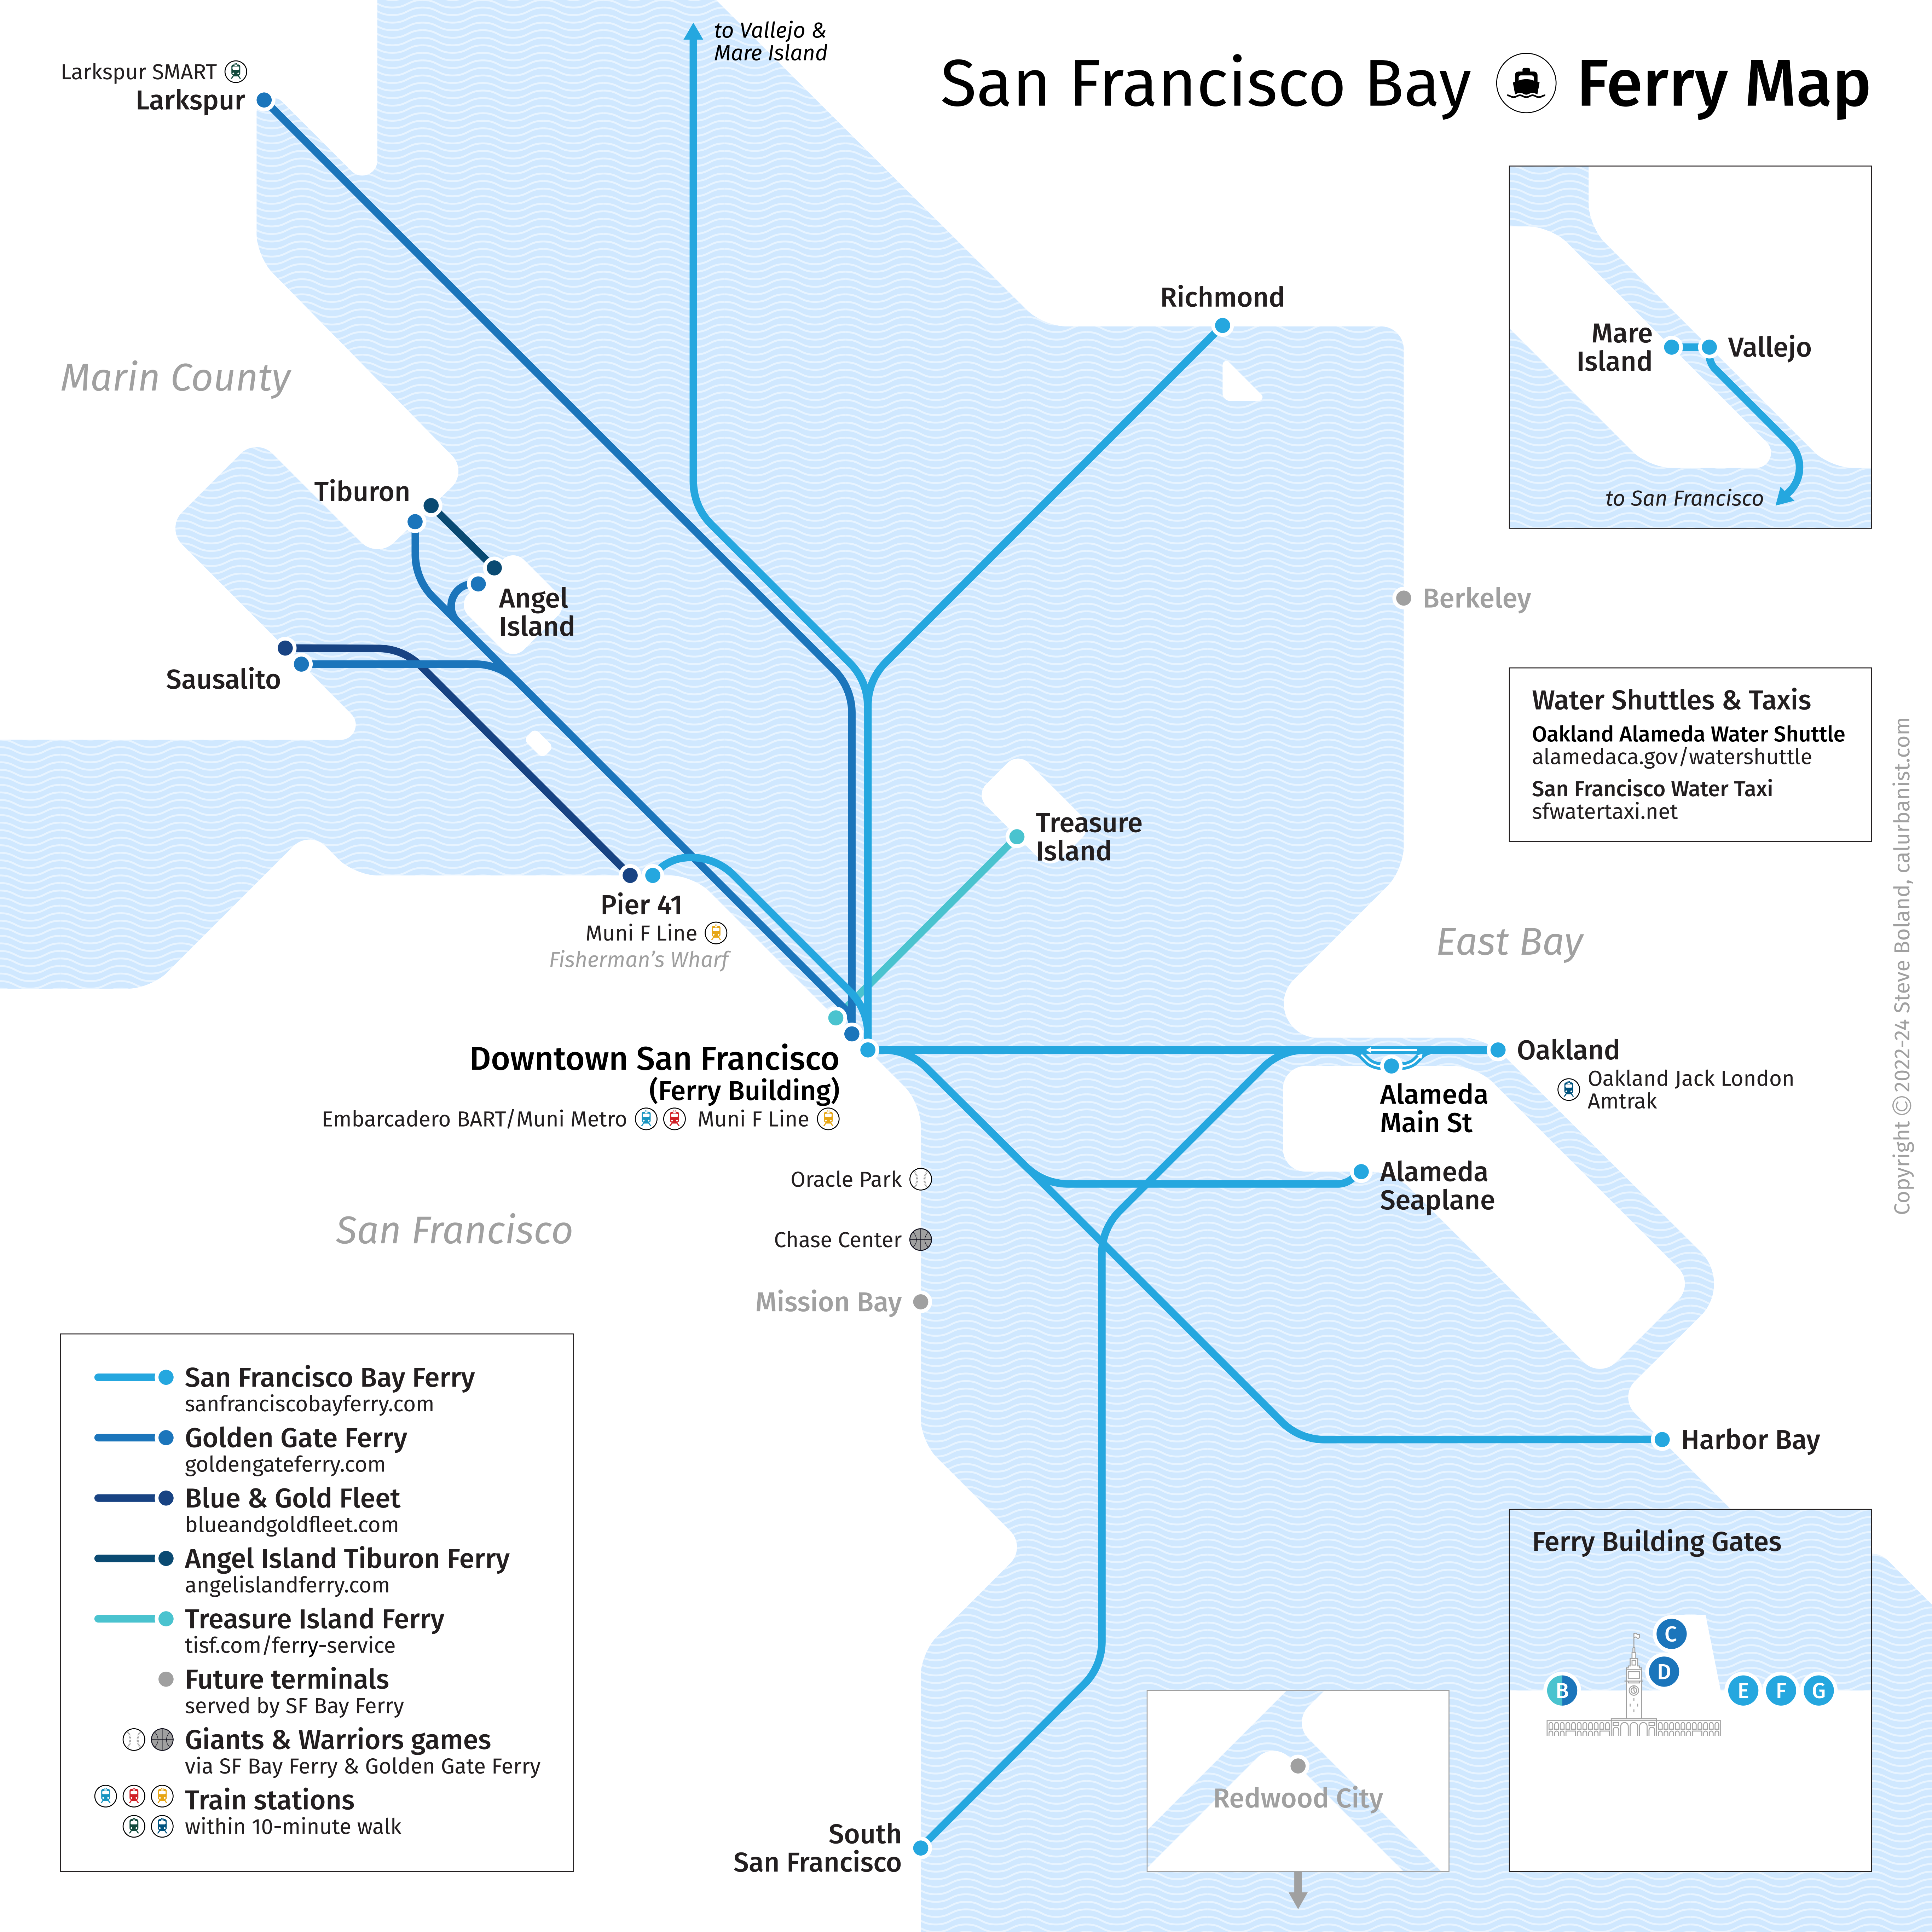 to Vallejo &
Mare Island
San Francisco Bay Ferry Map
Larkspur SMART
Larkspur
Richmond
Mare
Island
Vallejo
to San Francisco
Marin County
Tiburon
Angel
Island
Sausalito
Berkeley
Water Shuttles & Taxis
Oakland Alameda Water Shuttle
alamedaca.gov/watershuttle
San Francisco Water Taxi
sfwatertaxi.net
Treasure
Island
Pier 41
Muni F Line
Fisherman's Wharf
East Bay
Downtown San Francisco
(Ferry Building)
Embarcadero BART/Muni Metro Muni F Line
Oakland
Oakland Jack London
Amtrak
Alameda
Main St
Alameda
Seaplane
Oracle Park
Chase Center
Mission Bay
San Francisco
Harbor Bay
San Francisco Bay Ferry
sanfranciscobayferry.com
Golden Gate Ferry
goldengateferry.com
Blue & Gold Fleet
blueandgoldfleet.com
Angel Island Tiburon Ferry
angelislandferry.com
Treasure Island Ferry
tisf.com/ferry-service
Future terminals
served by SF Bay Ferry
Giants & Warriors games
via SF Bay Ferry & Golden Gate Ferry
Train stations
within 10-minute walk
South
San Francisco
Redwood City
Ferry Building Gates
C
D
B
E F G
Copyright © 2022-24 Steve Boland, calurbanist.com